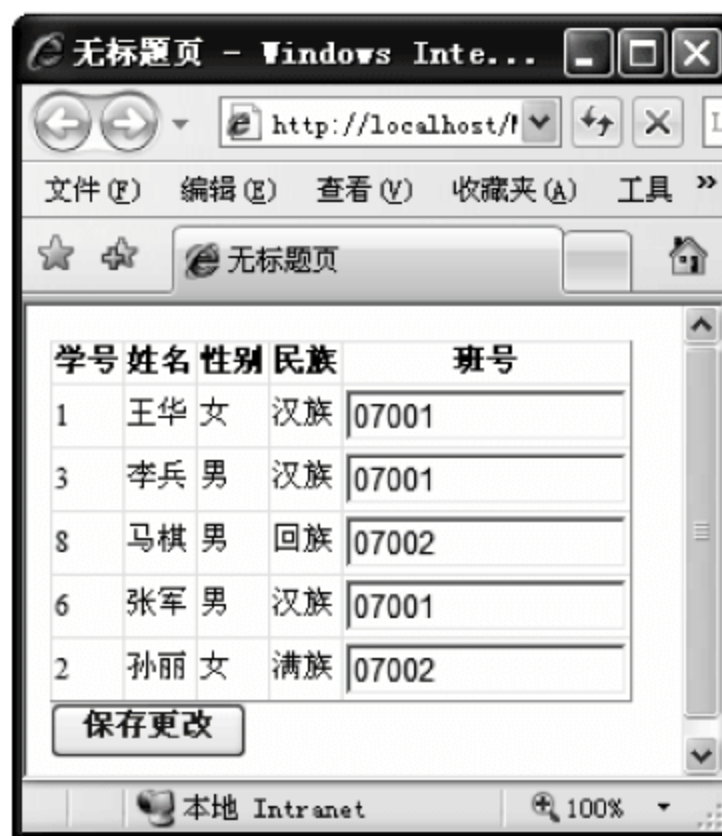 无标题页 - Windows Inte...
http://localhost/
文件(F) 编辑(E) 查看(V) 收藏夹(A) 工具 »
无标题页
学号 姓名 性别 民族 班号
1 王华 女 汉族 07001
3 李兵 男 汉族 07001
8 马棋 男 回族 07002
6 张军 男 汉族 07001
2 孙丽 女 满族 07002
保存更改
本地 Intranet 100%